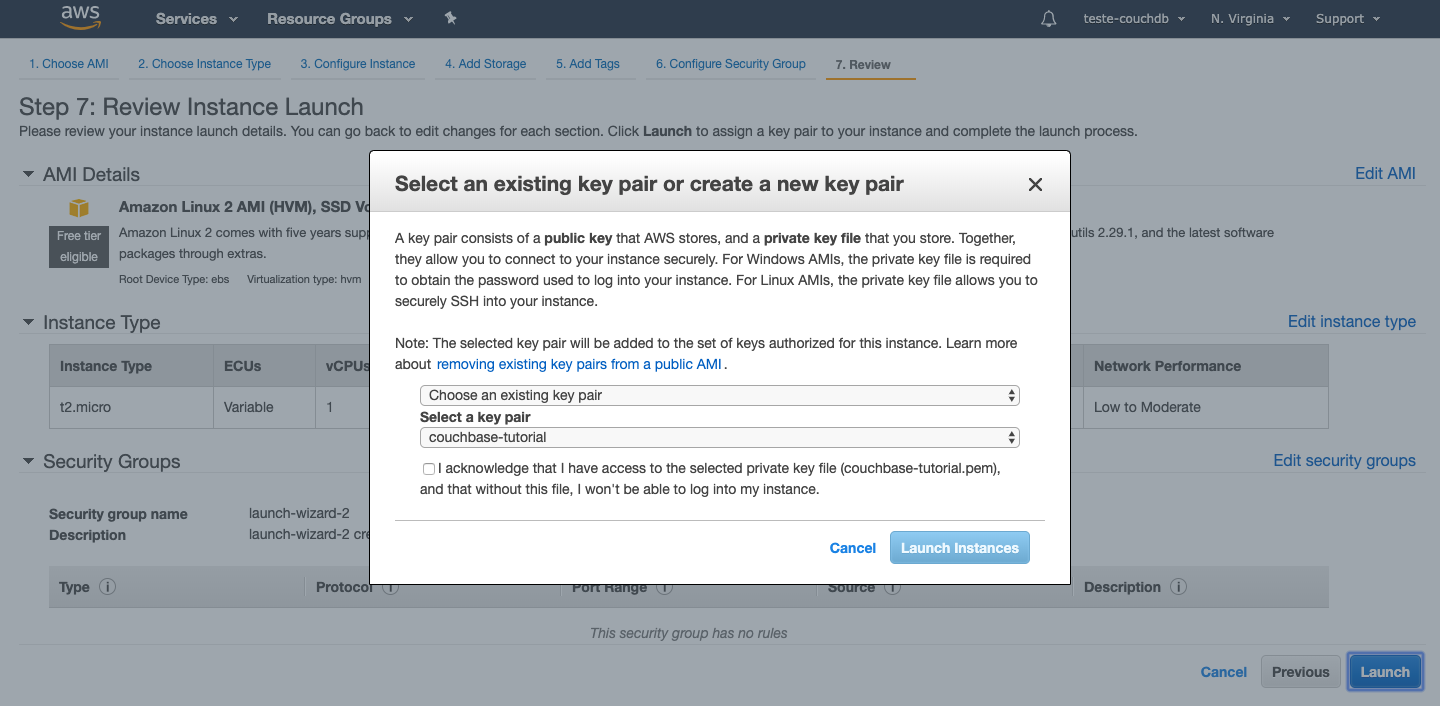 aws
Services
Resource Groups
teste-couchdb
N. Virginia
Support
1. Choose AMI
2. Choose Instance Type
3. Configure Instance
4. Add Storage
5. Add Tags
6. Configure Security Group
7. Review
Step 7: Review Instance Launch
Please review your instance launch details. You can go back to edit changes for each section. Click Launch to assign a key pair to your instance and complete the launch process.
AMI Details
Edit AMI
Free tier
eligible
Amazon Linux 2 AMI (HVM), SSD
Amazon Linux 2 comes with five years
2.29.1, and the latest software
packages through extras.
Root Device Type: ebs Virtualization type: hvm
Select an existing key pair or create a new key pair
A key pair consists of a public key that AWS stores, and a private key file that you store. Together,
they allow you to connect to your instance securely. For Windows AMIs, the private key file is required
to obtain the password used to log into your instance. For Linux AMIs, the private key file allows you to
securely SSH into your instance.
Note: The selected key pair will be added to the set of keys authorized for this instance. Learn more
about removing existing key pairs from a public AMI .
Choose an existing key pair
Select a key pair
couchbase-tutorial
I acknowledge that I have access to the selected private key file (couchbase-tutorial.pem),
and that without this file, I won't be able to log into my instance.
Cancel
Launch Instances
Instance Type
Edit instance type
Instance Type
ECUs
vCPUs
Network Performance
t2.micro
Variable
1
Low to Moderate
Security Groups
Edit security groups
Security group name
launch-wizard-2
Description
launch-wizard-2
Type
Protocol
Port Range
Source
Description
This security group has no rules
Cancel
Previous
Launch